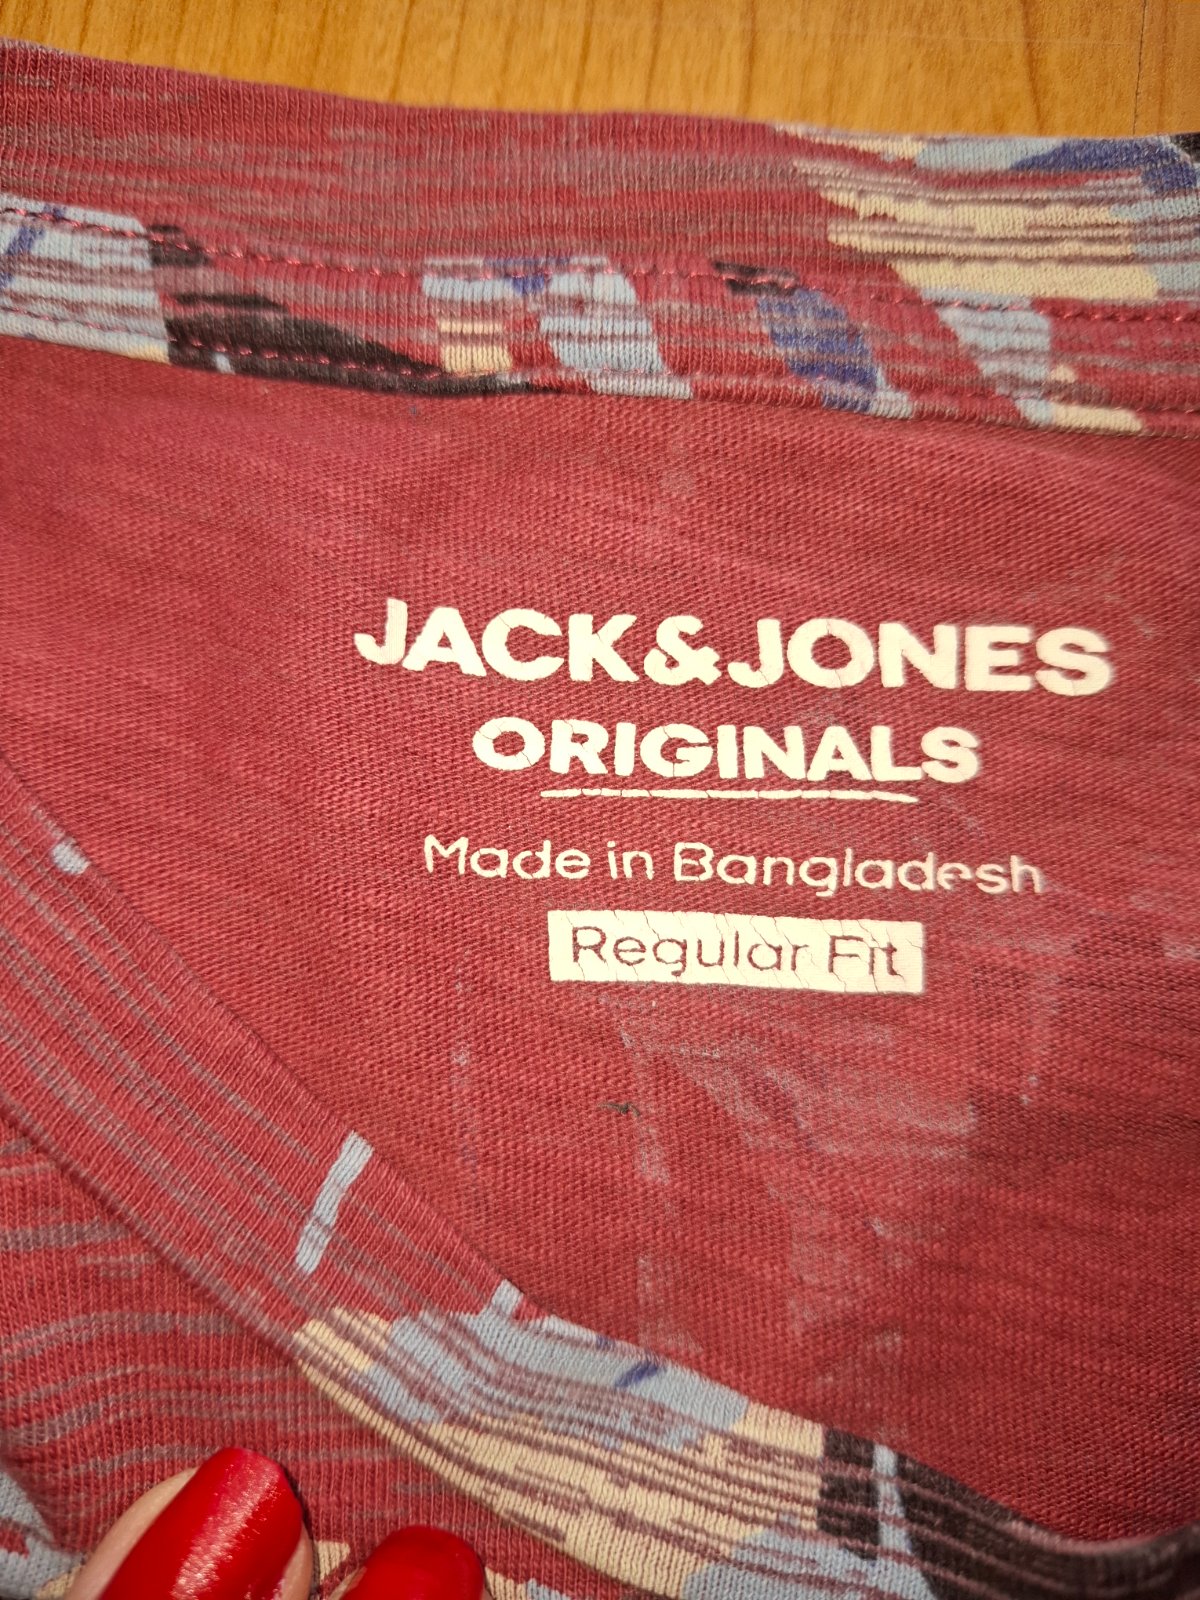 JACK&JONES
ORIGINALS
Made in Bangladesh
Regular Fit